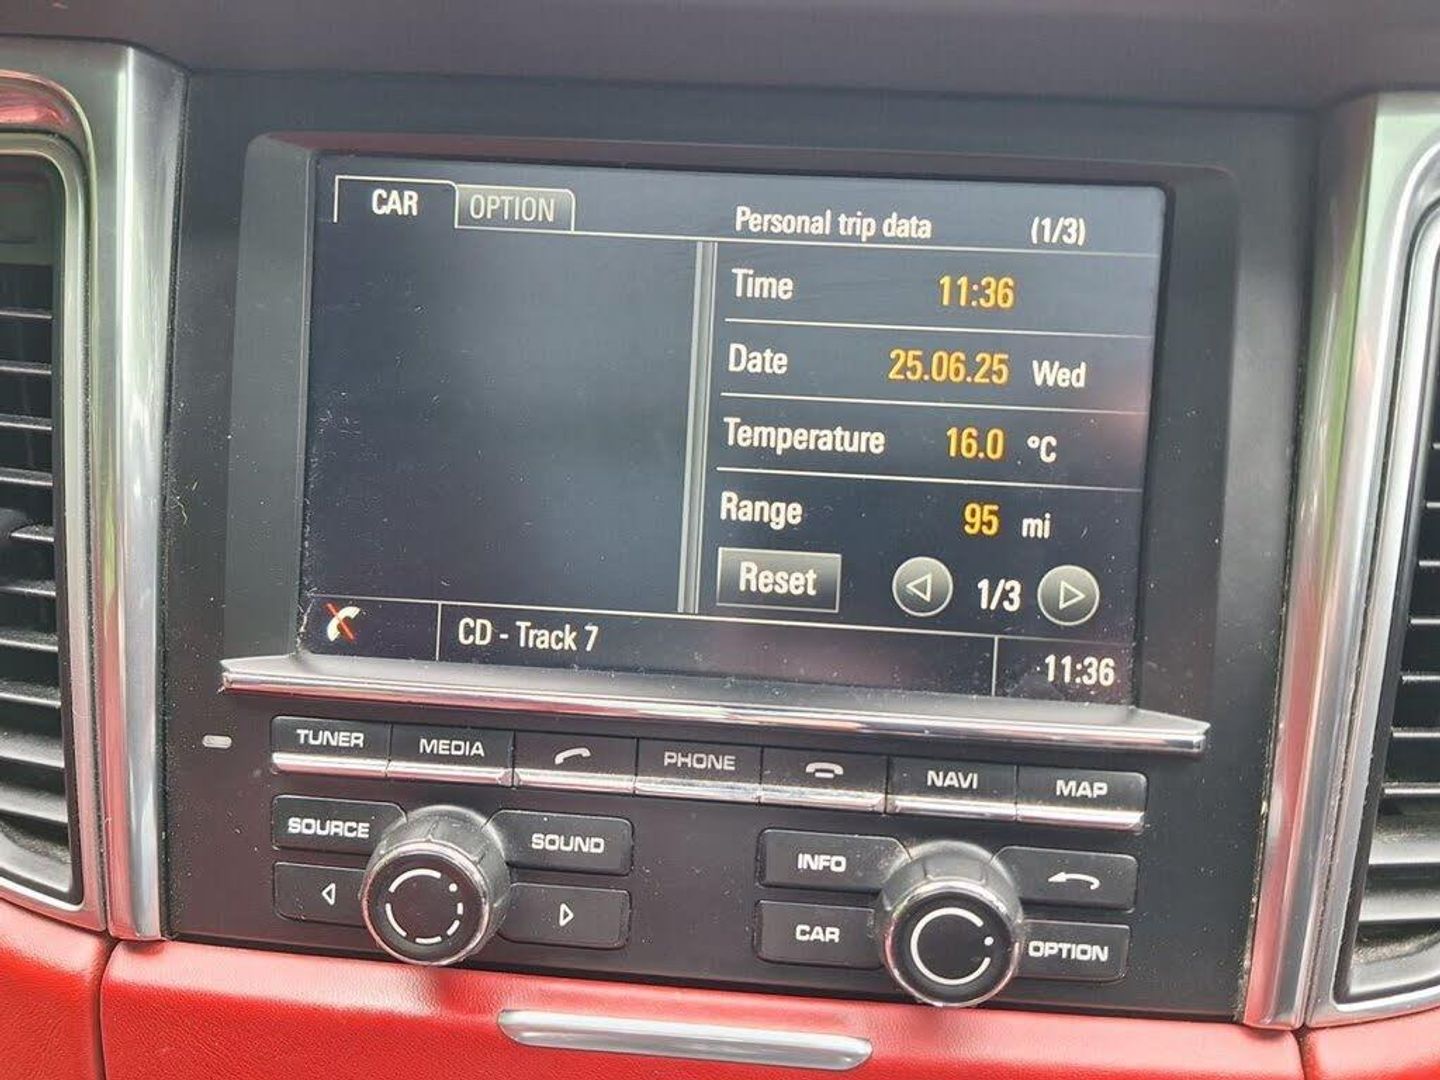 CAR OPTION
Personal trip data (1/3)
Time 11:36
Date 25.06.25 Wed
Temperature 16.0 °C
Range 95 mi
Reset 1/3
CD - Track 7
11:36
TUNER MEDIA PHONE NAVI MAP
SOURCE SOUND INFO
CAR OPTION